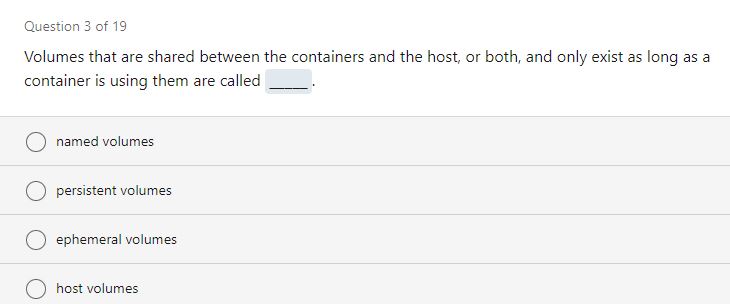 Question 3 of 19
Volumes that are shared between the containers and the host, or both, and only exist as long as a
container is using them are called _____.
named volumes
persistent volumes
ephemeral volumes
host volumes